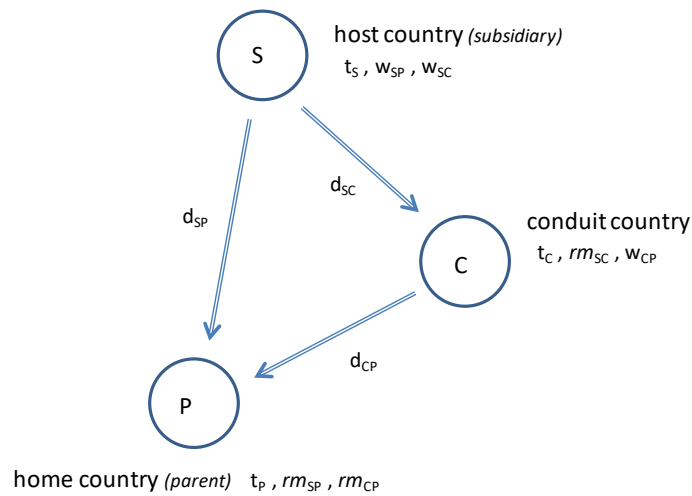 host country (subsidiary)
S
tS , wSP , wSC
dSC
dSP
conduit country
tC , rmSC , wCP
C
dCP
P
home country (parent) tP , rmSP , rmCP